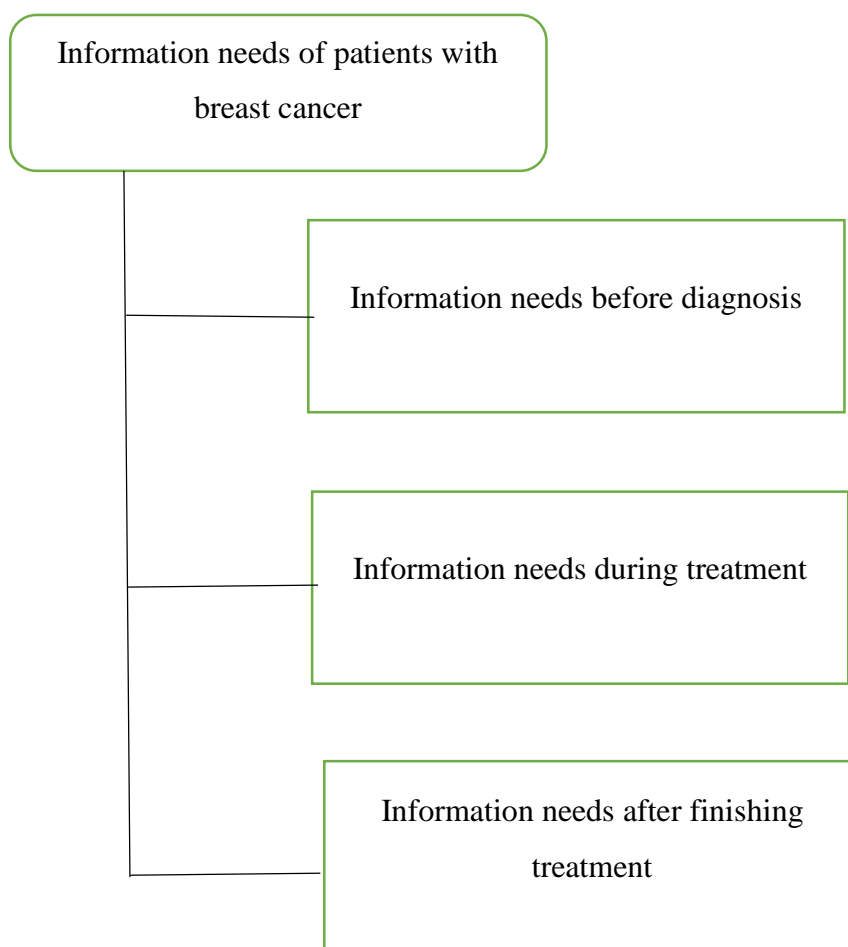 Information needs of patients with
breast cancer
Information needs before diagnosis
Information needs during treatment
Information needs after finishing
treatment